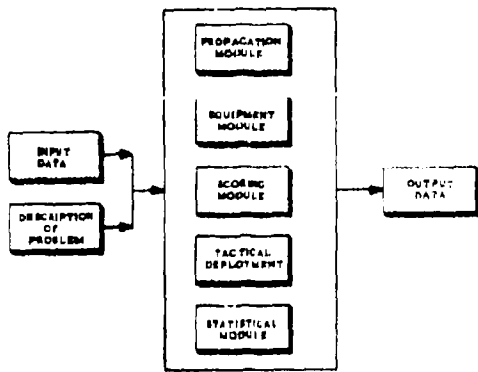 INPUT
DATA
DESCRIPTION
OF
PROBLEM
PROPAGATION
MODULE
EQUIPMENT
MODULE
SCORING
MODULE
TACTICAL
DEPLOYMENT
STATISTICAL
MODULE
OUTPUT
DATA